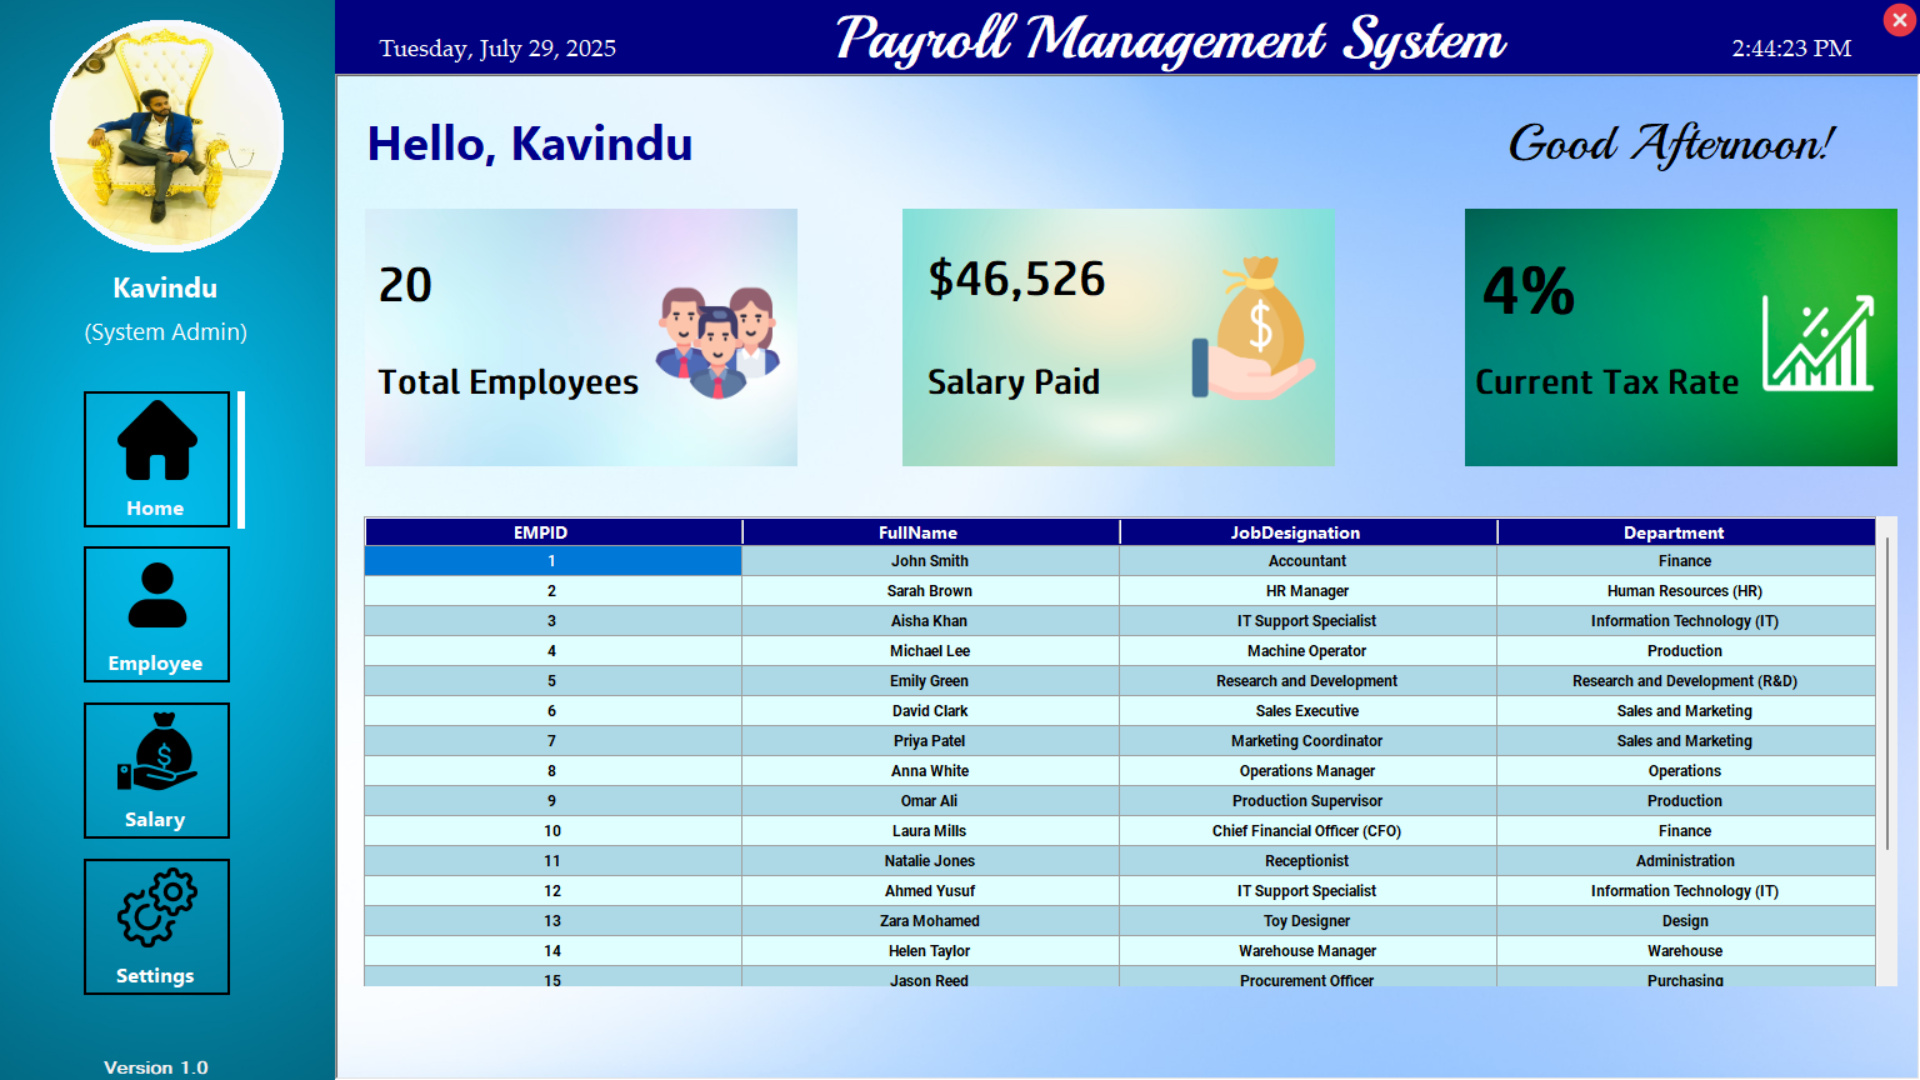 Tuesday, July 29, 2025
Payroll Management System
2:44:23 PM
Kavindu
(System Admin)
Home
Employee
Salary
Settings
Version 1.0
Hello, Kavindu
Good Afternoon!
20
Total Employees
$46,526
Salary Paid
4%
Current Tax Rate
EMPID FullName JobDesignation Department
1 John Smith Accountant Finance
2 Sarah Brown HR Manager Human Resources (HR)
3 Aisha Khan IT Support Specialist Information Technology (IT)
4 Michael Lee Machine Operator Production
5 Emily Green Research and Development Research and Development (R&D)
6 David Clark Sales Executive Sales and Marketing
7 Priya Patel Marketing Coordinator Sales and Marketing
8 Anna White Operations Manager Operations
9 Omar Ali Production Supervisor Production
10 Laura Mills Chief Financial Officer (CFO) Finance
11 Natalie Jones Receptionist Administration
12 Ahmed Yusuf IT Support Specialist Information Technology (IT)
13 Zara Mohamed Toy Designer Design
14 Helen Taylor Warehouse Manager Warehouse
15 Jason Reed Procurement Officer Purchasing